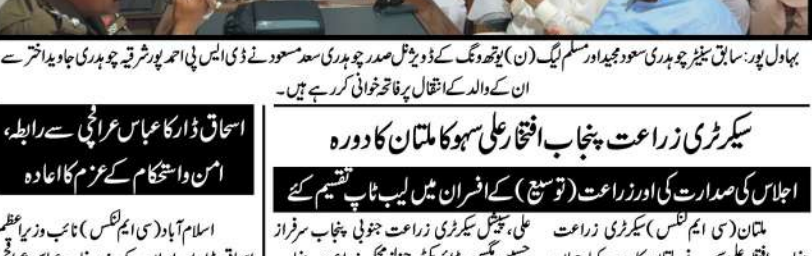 بہاول پور: سابق سینیٹر چوہدری سعود مجید اور مسلم لیگ (ن) یوتھ ونگ کے ڈویژنل صدر چوہدری سعد مسعود نے ڈی ایس پی احمد پور شرقیہ چوہدری جاوید اختر سے
ان کے والد کے انتقال پر فاتحہ خوانی کر رہے ہیں۔
سیکرٹری زراعت پنجاب افتخار علی سہو کا ملتان کا دورہ
اجلاس کی صدارت کی اور زراعت (توسیع) کے افسران میں لیپ ٹاپ تقسیم کئے
ملتان (سی ایم لنکس) سیکرٹری زراعت
علی، سپیشل سیکرٹری زراعت جنوبی پنجاب سرفراز
اسحاق ڈار کا عباس عراقچی سے رابطہ،
امن واستحکام کے عزم کا اعادہ
اسلام آباد (سی ایم لنکس) نائب وزیراعظم